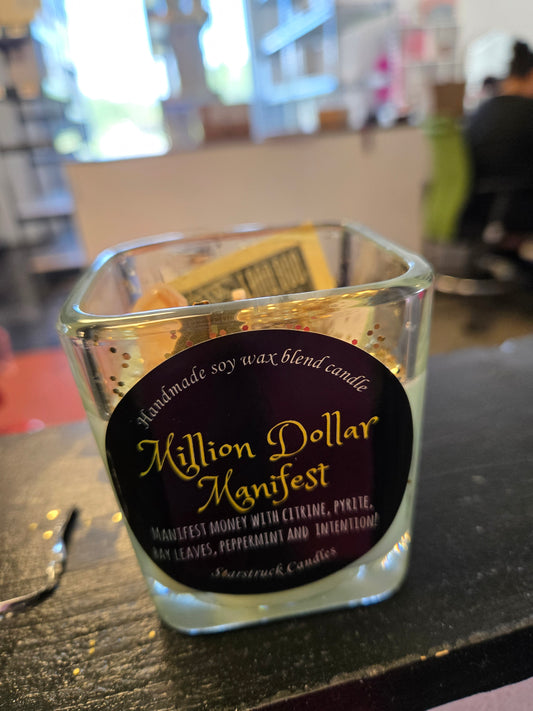 Handmade soy wax blend candle
Million Dollar
Manifest
MANIFEST MONEY WITH CITRINE, PYRITE,
BAY LEAVES, PEPPERMINT AND INTENTION!
Starstruck Candles